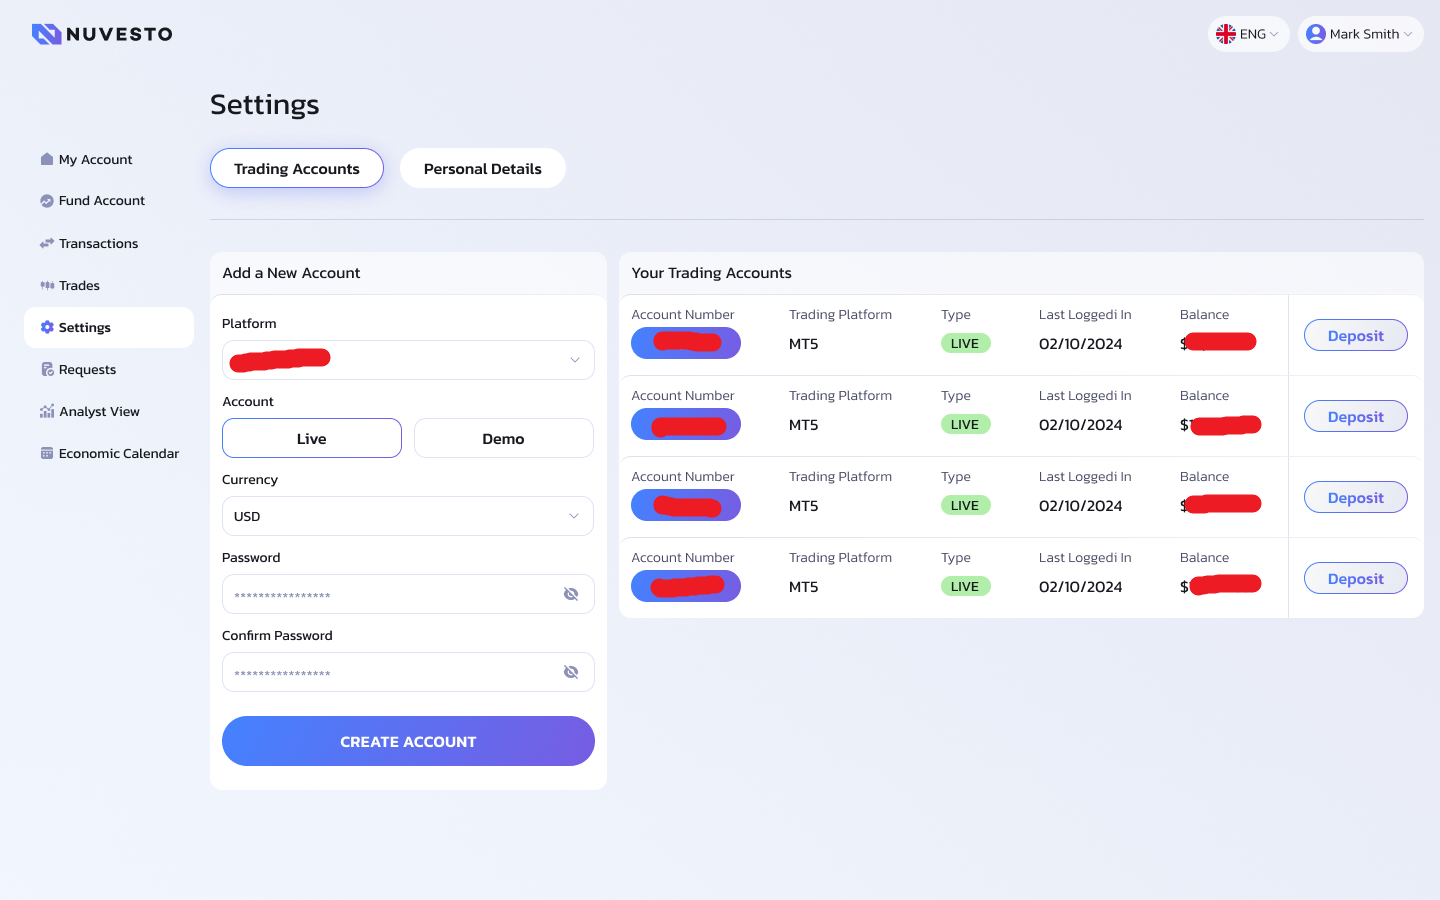 NUVESTO
ENG
Mark Smith
Settings
My Account
Fund Account
Transactions
Trades
Settings
Requests
Analyst View
Economic Calendar
Trading Accounts
Personal Details
Add a New Account
Platform
Account
Live
Demo
Currency
USD
Password
****************
Confirm Password
****************
CREATE ACCOUNT
Your Trading Accounts
Account Number
Trading Platform
Type
Last Loggedi In
Balance
MT5
LIVE
02/10/2024
$
Deposit
Account Number
Trading Platform
Type
Last Loggedi In
Balance
MT5
LIVE
02/10/2024
$
Deposit
Account Number
Trading Platform
Type
Last Loggedi In
Balance
MT5
LIVE
02/10/2024
$
Deposit
Account Number
Trading Platform
Type
Last Loggedi In
Balance
MT5
LIVE
02/10/2024
$
Deposit